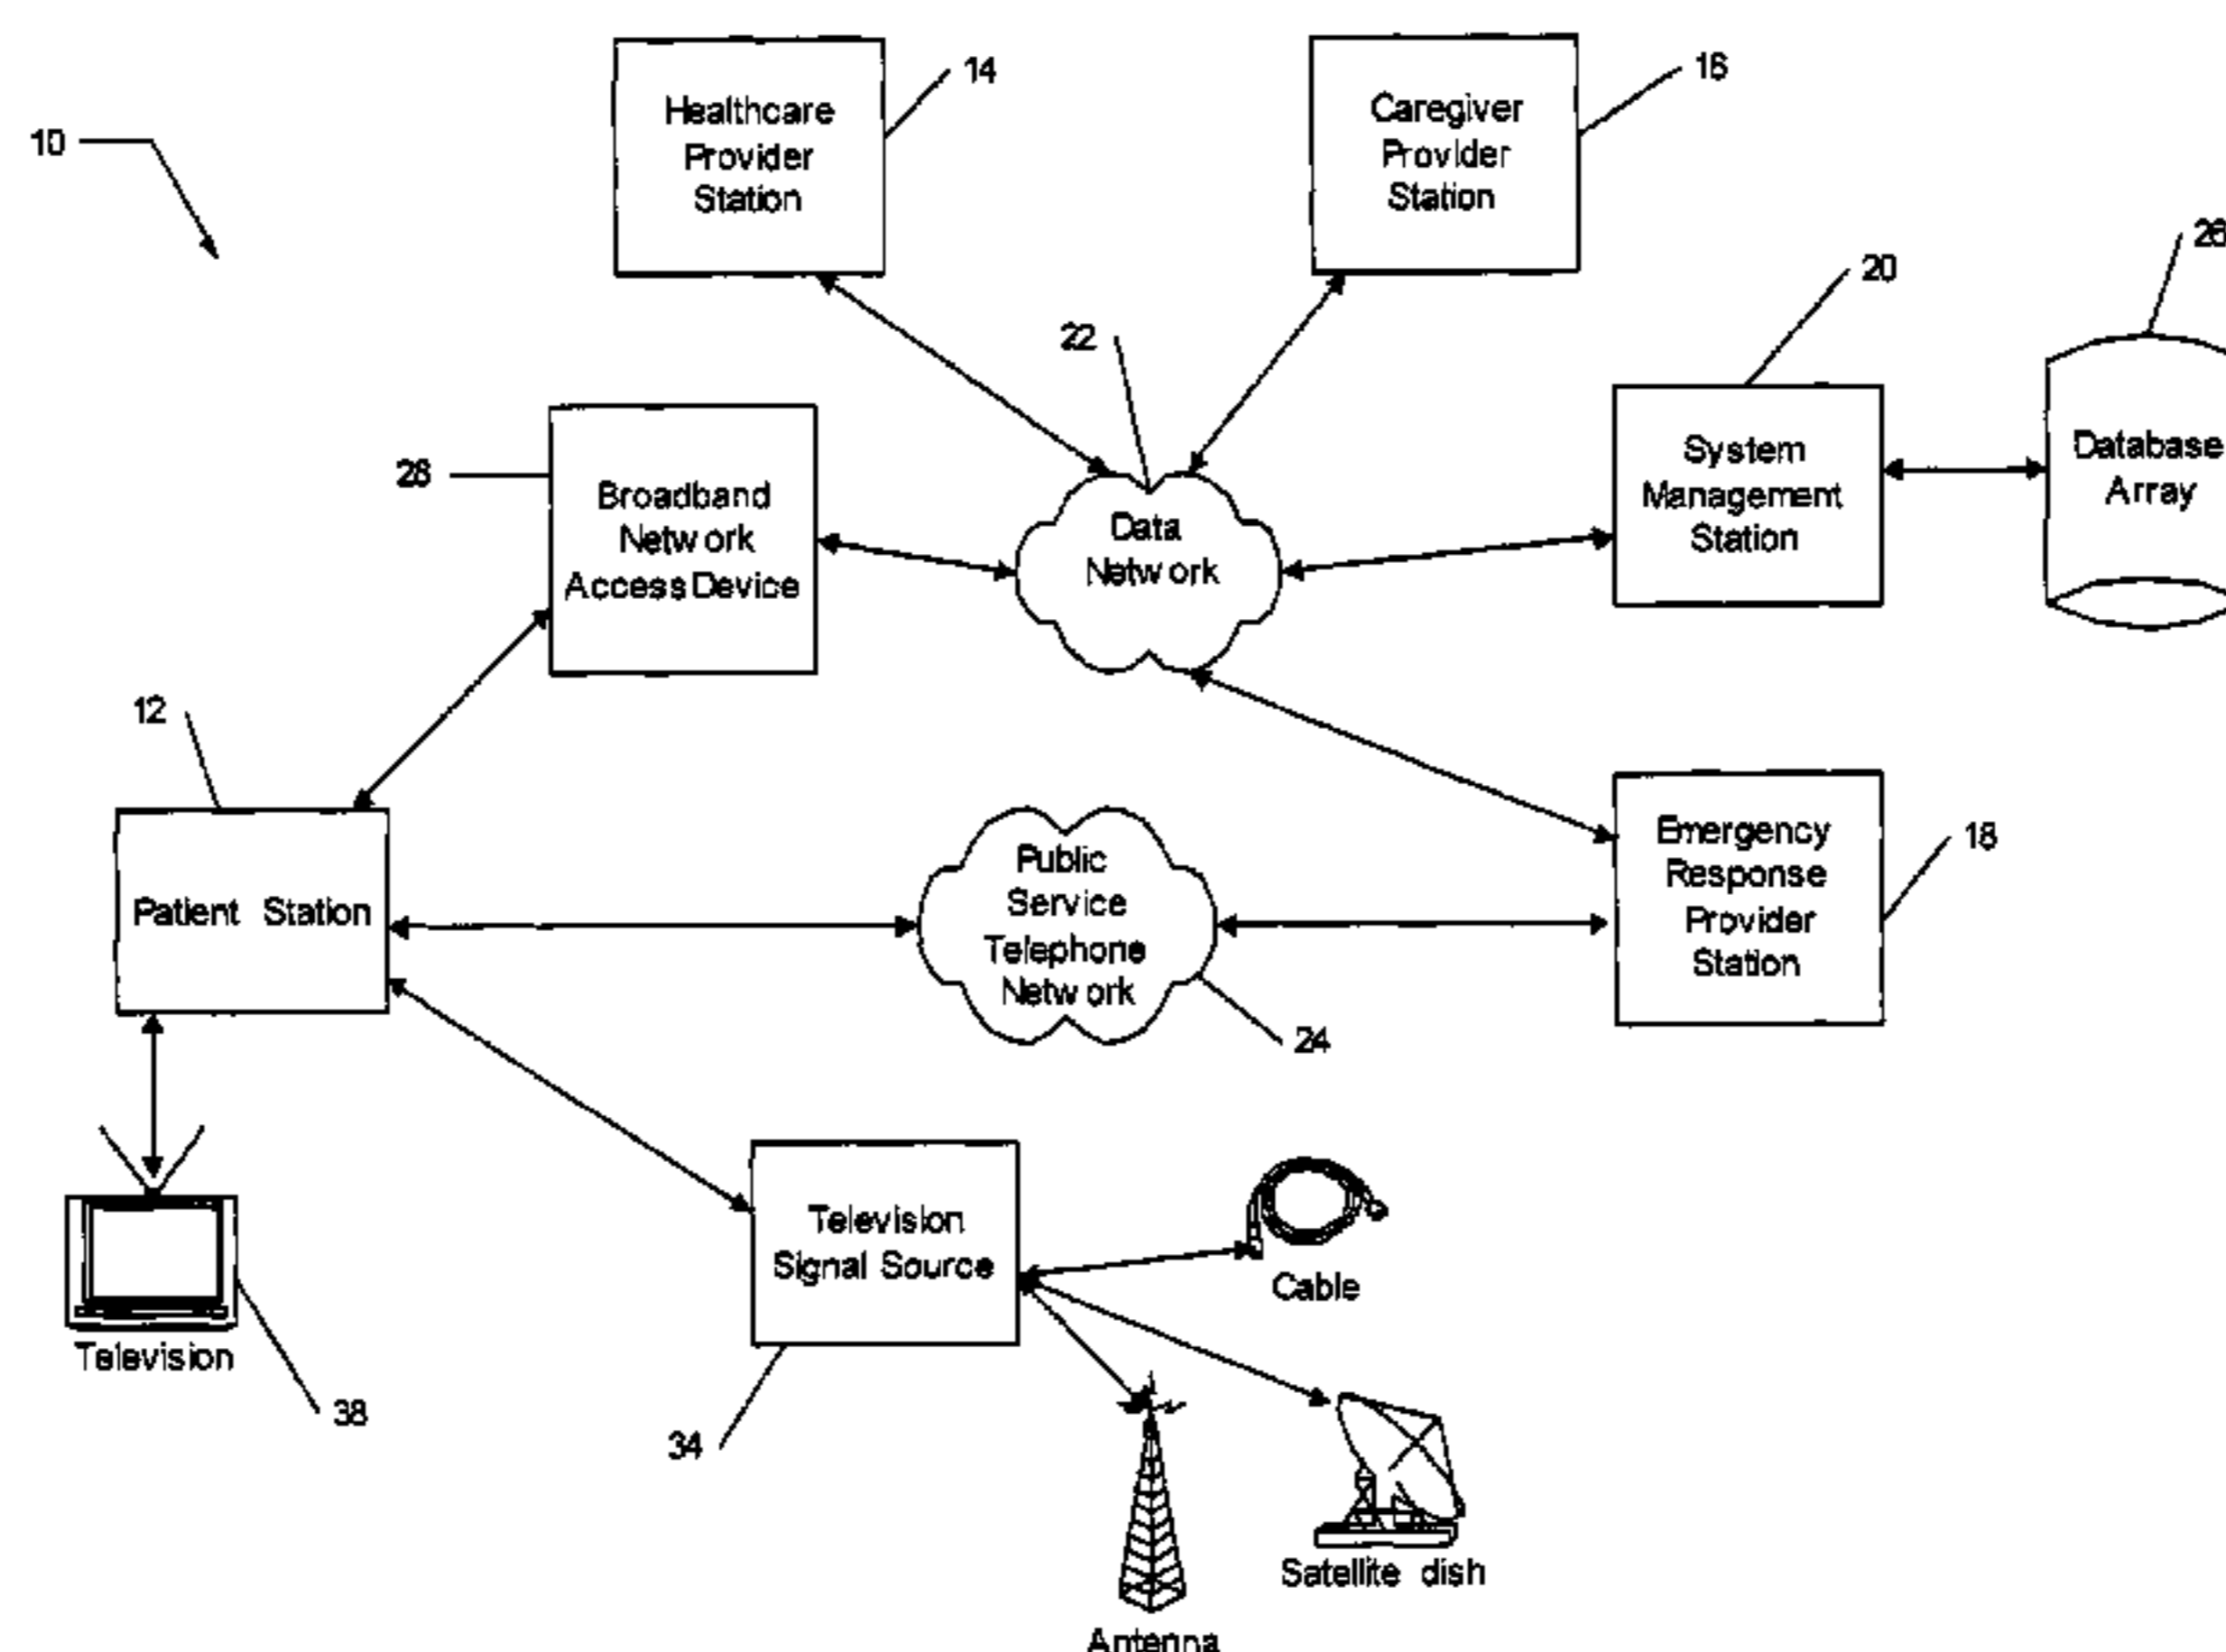 14
16
10
Healthcare
Provider
Station
Caregiver
Provider
Station
26
20
22
28
Broadband
Network
Access Device
Data
Network
System
Management
Station
Database
Array
12
Patient Station
Public
Service
Telephone
Network
24
Emergency
Response
Provider
Station
18
Television
Signal Source
34
Cable
Television
38
Satellite dish
Antenna